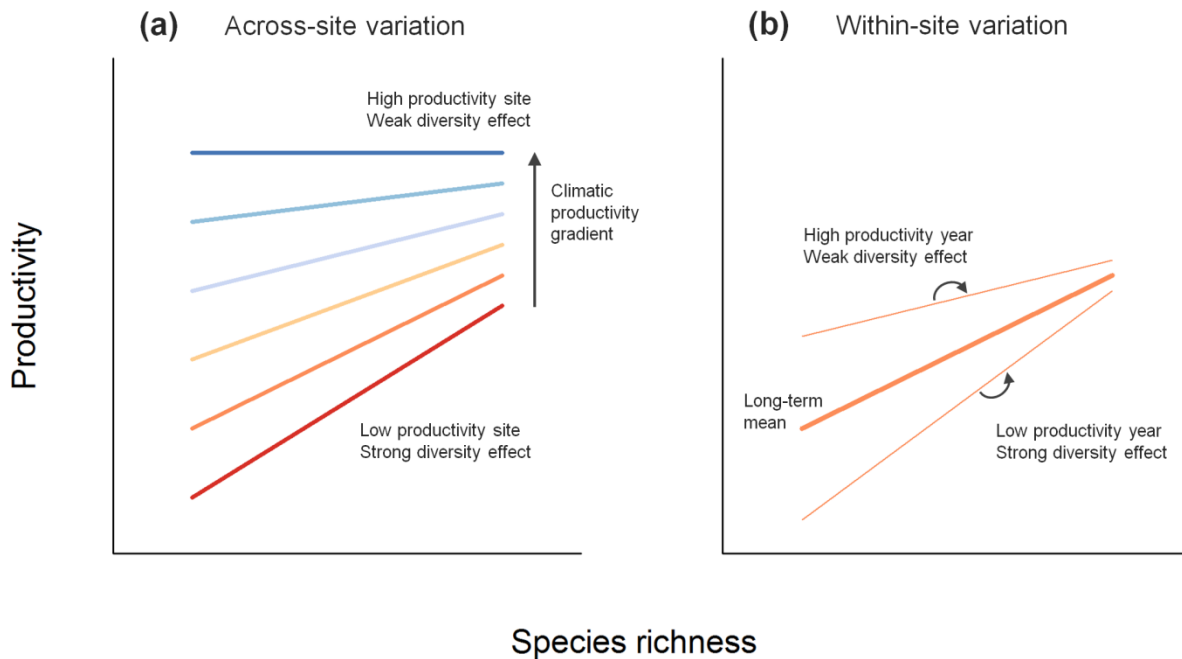 (a) Across-site variation
High productivity site
Weak diversity effect
Climatic
productivity
gradient
Low productivity site
Strong diversity effect
(b) Within-site variation
High productivity year
Weak diversity effect
Long-term
mean
Low productivity year
Strong diversity effect
Productivity
Species richness